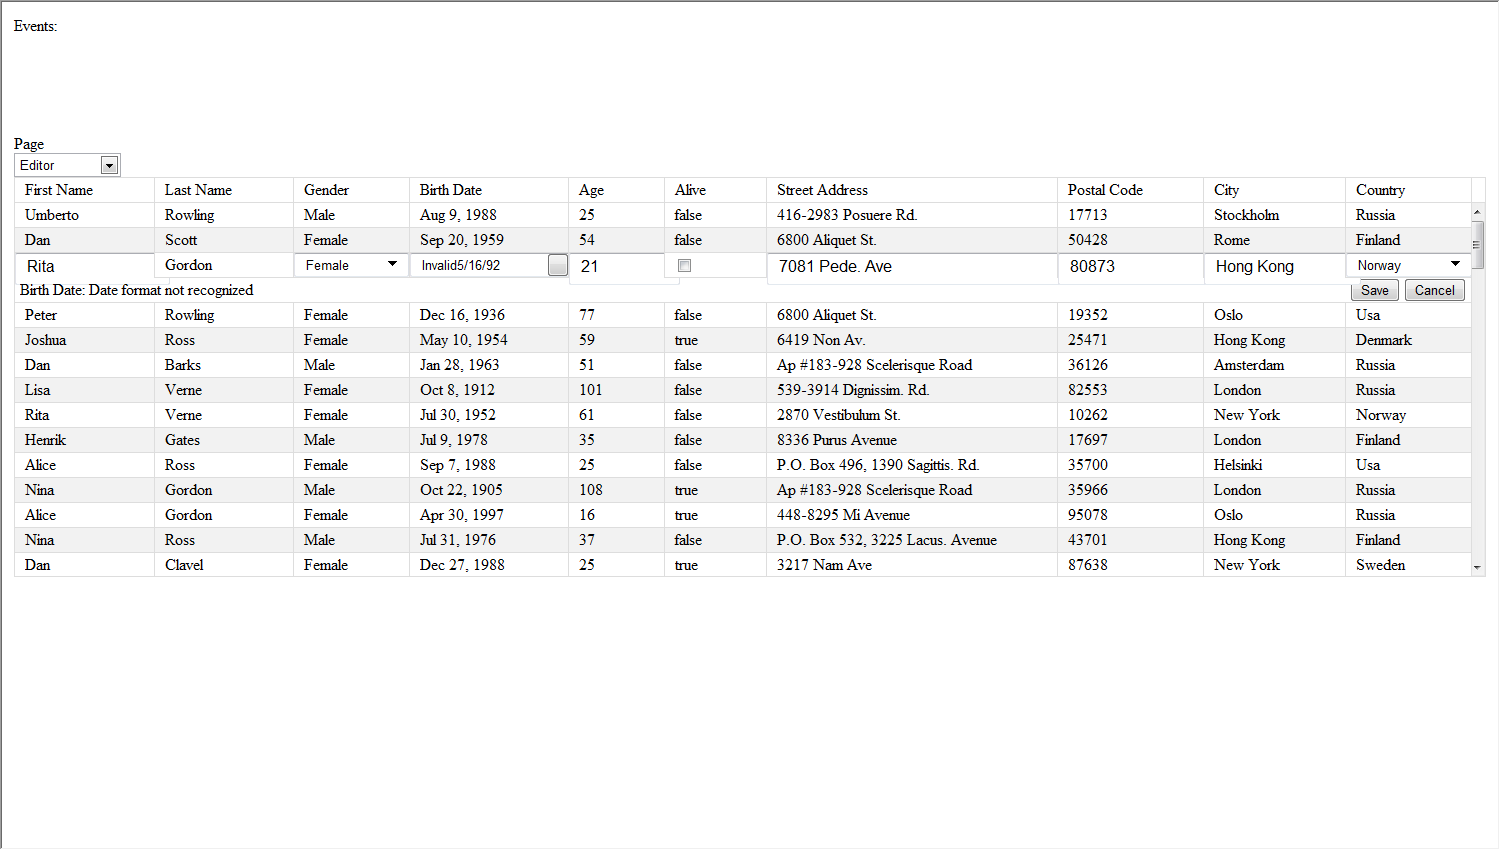 Events:
Page
Editor
First Name Last Name Gender Birth Date Age Alive Street Address Postal Code City Country
Umberto Rowling Male Aug 9, 1988 25 false 416-2983 Posuere Rd. 17713 Stockholm Russia
Dan Scott Female Sep 20, 1959 54 false 6800 Aliquet St. 50428 Rome Finland
Rita Gordon Female Invalid5/16/92 21 7081 Pede. Ave 80873 Hong Kong Norway
Birth Date: Date format not recognized Save Cancel
Peter Rowling Female Dec 16, 1936 77 false 6800 Aliquet St. 19352 Oslo Usa
Joshua Ross Female May 10, 1954 59 true 6419 Non Av. 25471 Hong Kong Denmark
Dan Barks Male Jan 28, 1963 51 false Ap #183-928 Scelerisque Road 36126 Amsterdam Russia
Lisa Verne Female Oct 8, 1912 101 false 539-3914 Dignissim. Rd. 82553 London Russia
Rita Verne Female Jul 30, 1952 61 false 2870 Vestibulum St. 10262 New York Norway
Henrik Gates Male Jul 9, 1978 35 false 8336 Purus Avenue 17697 London Finland
Alice Ross Female Sep 7, 1988 25 false P.O. Box 496, 1390 Sagittis. Rd. 35700 Helsinki Usa
Nina Gordon Male Oct 22, 1905 108 true Ap #183-928 Scelerisque Road 35966 London Russia
Alice Gordon Female Apr 30, 1997 16 true 448-8295 Mi Avenue 95078 Oslo Russia
Nina Ross Male Jul 31, 1976 37 false P.O. Box 532, 3225 Lacus. Avenue 43701 Hong Kong Finland
Dan Clavel Female Dec 27, 1988 25 true 3217 Nam Ave 87638 New York Sweden